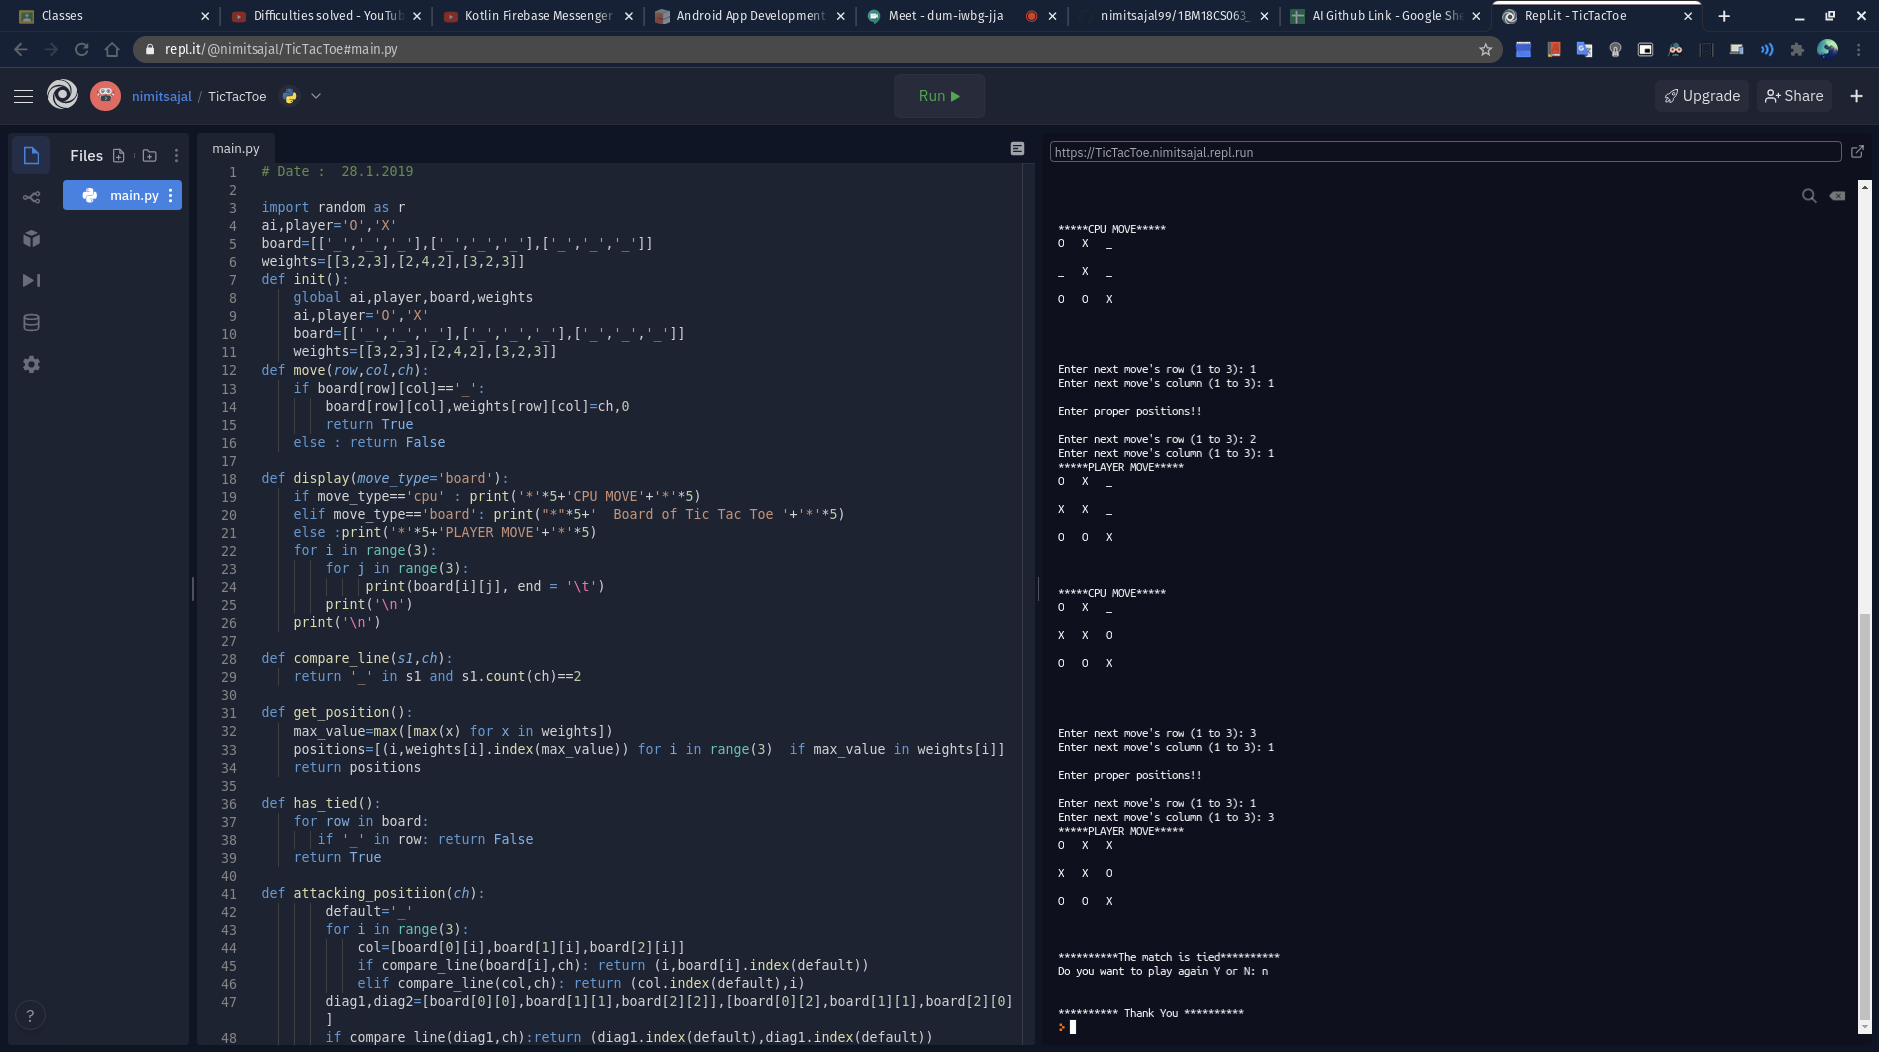 Classes
Difficulties solved - YouTub
Kotlin Firebase Messenger
Android App Development
Meet - dum-iwbg-jja
nimitsajal99/1BM18CS063_
AI Github Link - Google She
Repl.it - TicTacToe
repl.it/@nimitsajal/TicTacToe#main.py
nimitsajal / TicTacToe
Run
Upgrade
Share
Files
main.py
main.py
1 # Date :  28.1.2019
2
3 import random as r
4 ai,player='O','X'
5 board=[['_','_','_'],['_','_','_'],['_','_','_']]
6 weights=[[3,2,3],[2,4,2],[3,2,3]]
7 def init():
8     global ai,player,board,weights
9     ai,player='O','X'
10     board=[['_','_','_'],['_','_','_'],['_','_','_']]
11     weights=[[3,2,3],[2,4,2],[3,2,3]]
12 def move(row,col,ch):
13     if board[row][col]=='_':
14         board[row][col],weights[row][col]=ch,0
15         return True
16     else : return False
17
18 def display(move_type='board'):
19     if move_type=='cpu' : print('*'*5+'CPU MOVE'+'*'*5)
20     elif move_type=='board': print("*"*5+'  Board of Tic Tac Toe '+'*'*5)
21     else :print('*'*5+'PLAYER MOVE'+'*'*5)
22     for i in range(3):
23         for j in range(3):
24              print(board[i][j], end = '\t')
25         print('\n')
26     print('\n')
27
28 def compare_line(s1,ch):
29     return '_' in s1 and s1.count(ch)==2
30
31 def get_position():
32     max_value=max([max(x) for x in weights])
33     positions=[(i,weights[i].index(max_value)) for i in range(3)  if max_value in weights[i]]
34     return positions
35
36 def has_tied():
37     for row in board:
38        if '_' in row: return False
39     return True
40
41 def attacking_positiion(ch):
42         default='_'
43         for i in range(3):
44             col=[board[0][i],board[1][i],board[2][i]]
45             if compare_line(board[i],ch): return (i,board[i].index(default))
46             elif compare_line(col,ch): return (col.index(default),i)
47         diag1,diag2=[board[0][0],board[1][1],board[2][2]],[board[0][2],board[1][1],board[2][0]
]
48         if compare_line(diag1,ch):return (diag1.index(default),diag1.index(default))
?
https://TicTacToe.nimitsajal.repl.run
*****CPU MOVE*****
O X _
_ X _
O O X
Enter next move's row (1 to 3): 1
Enter next move's column (1 to 3): 1
Enter proper positions!!
Enter next move's row (1 to 3): 2
Enter next move's column (1 to 3): 1
*****PLAYER MOVE*****
O X _
X X _
O O X
*****CPU MOVE*****
O X _
X X O
O O X
Enter next move's row (1 to 3): 3
Enter next move's column (1 to 3): 1
Enter proper positions!!
Enter next move's row (1 to 3): 1
Enter next move's column (1 to 3): 3
*****PLAYER MOVE*****
O X X
X X O
O O X
**********The match is tied**********
Do you want to play again Y or N: n
********** Thank You **********